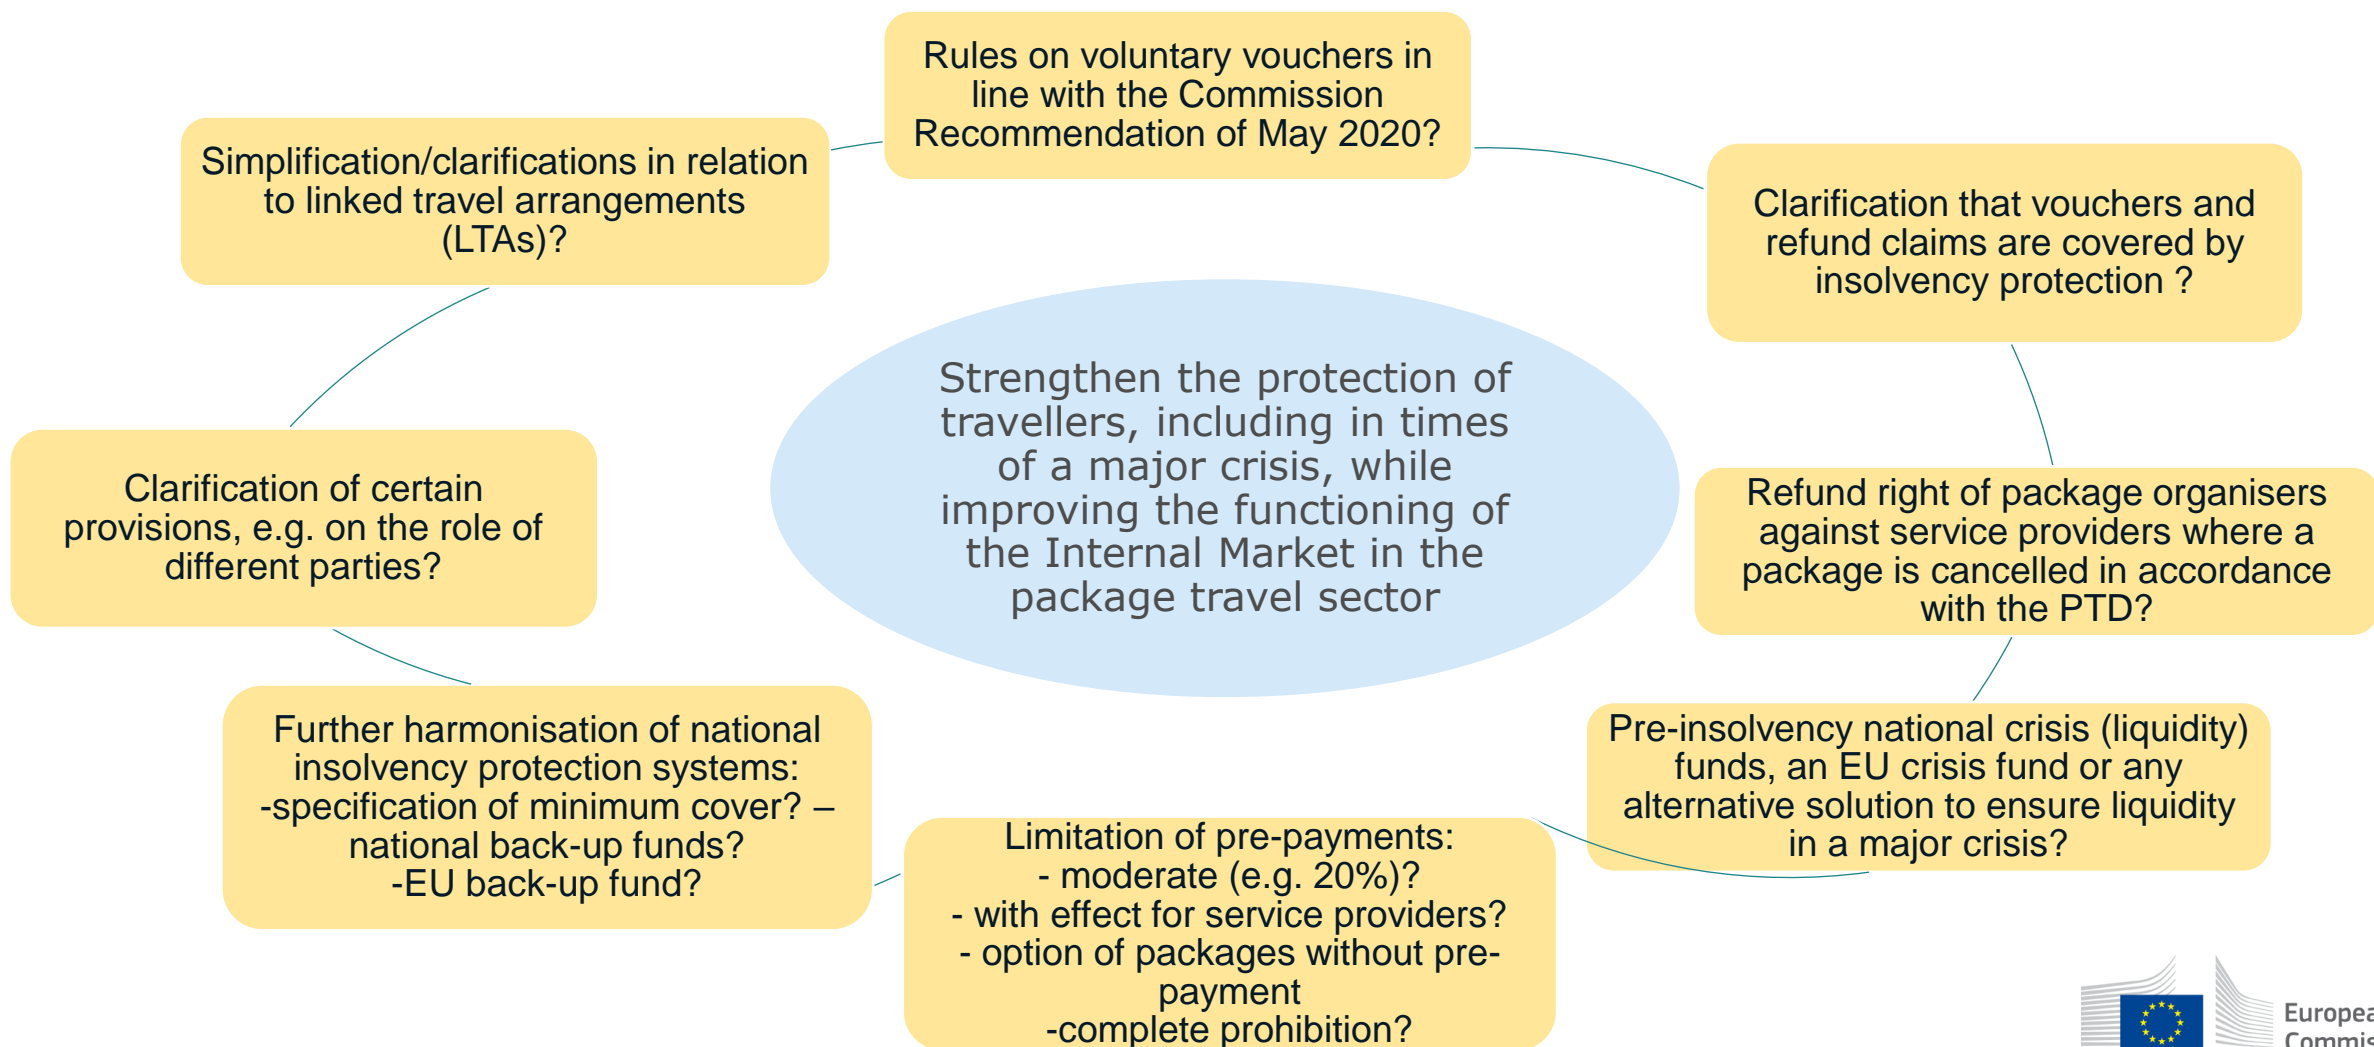 Rules on voluntary vouchers in
line with the Commission
Recommendation of May 2020?
Simplification/clarifications in relation
to linked travel arrangements
(LTAs)?
Clarification that vouchers and
refund claims are covered by
insolvency protection ?
Strengthen the protection of
travellers, including in times
of a major crisis, while
improving the functioning of
the Internal Market in the
package travel sector
Clarification of certain
provisions, e.g. on the role of
different parties?
Refund right of package organisers
against service providers where a
package is cancelled in accordance
with the PTD?
Further harmonisation of national
insolvency protection systems:
-specification of minimum cover? –
national back-up funds?
-EU back-up fund?
Pre-insolvency national crisis (liquidity)
funds, an EU crisis fund or any
alternative solution to ensure liquidity
in a major crisis?
Limitation of pre-payments:
- moderate (e.g. 20%)?
- with effect for service providers?
- option of packages without pre-
payment
-complete prohibition?